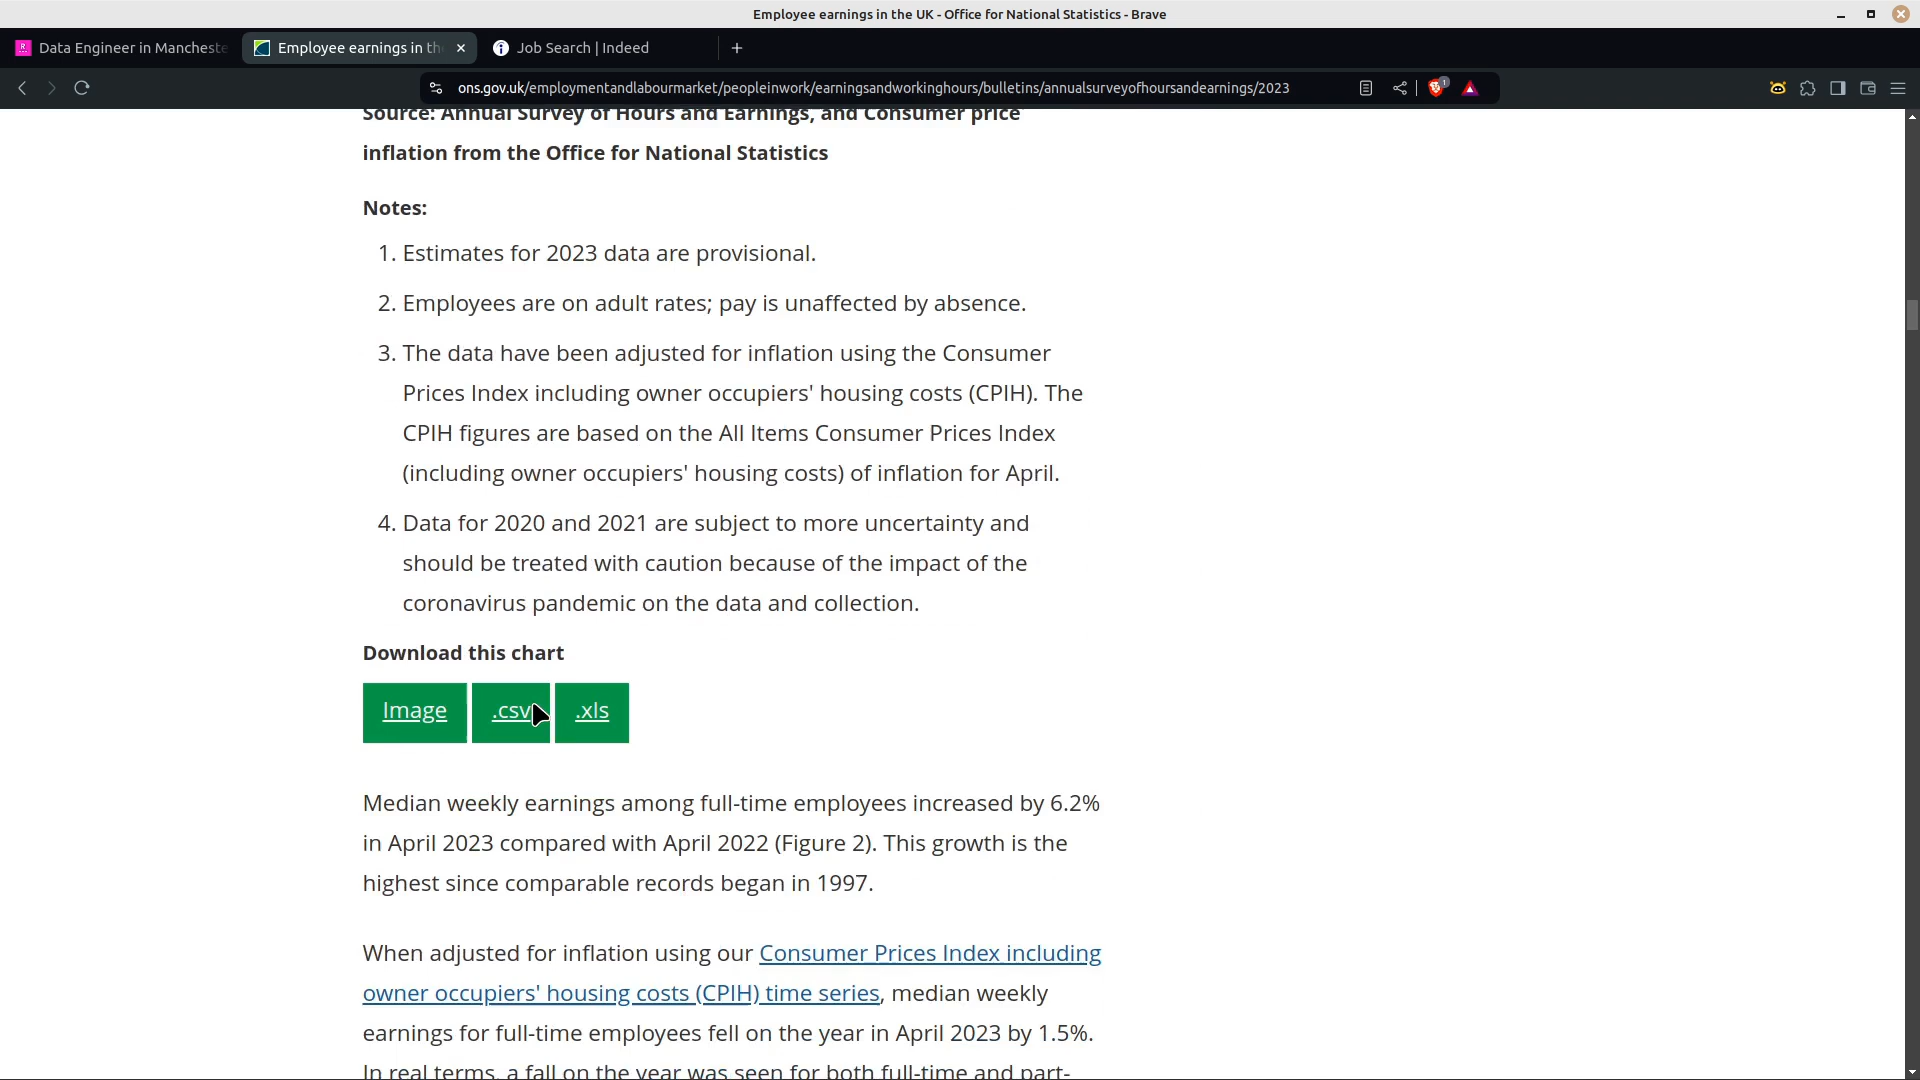 Employee earnings in the UK - Office for National Statistics - Brave
Data Engineer in Manchest
Employee earnings in th
Job Search | Indeed
ons.gov.uk/employmentandlabourmarket/peopleinwork/earningsandworkinghours/bulletins/annualsurveyofhoursandearnings/2023
1
Source: Annual Survey of Hours and Earnings, and Consumer price
inflation from the Office for National Statistics
Notes:
1. Estimates for 2023 data are provisional.
2. Employees are on adult rates; pay is unaffected by absence.
3. The data have been adjusted for inflation using the Consumer
Prices Index including owner occupiers' housing costs (CPIH). The
CPIH figures are based on the All Items Consumer Prices Index
(including owner occupiers' housing costs) of inflation for April.
4. Data for 2020 and 2021 are subject to more uncertainty and
should be treated with caution because of the impact of the
coronavirus pandemic on the data and collection.
Download this chart
Image .csv .xls
Median weekly earnings among full-time employees increased by 6.2%
in April 2023 compared with April 2022 (Figure 2). This growth is the
highest since comparable records began in 1997.
When adjusted for inflation using our Consumer Prices Index including
owner occupiers' housing costs (CPIH) time series, median weekly
earnings for full-time employees fell on the year in April 2023 by 1.5%.
In real terms, a fall on the year was seen for both full-time and part-